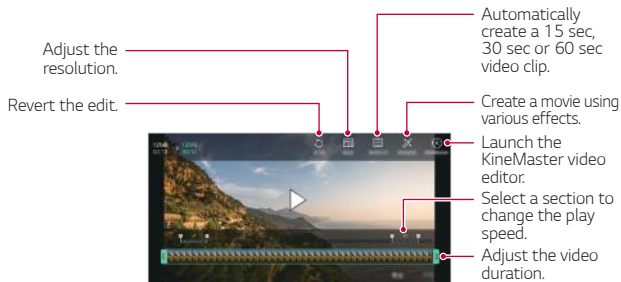 Adjust the
resolution.
Revert the edit.
Automatically
create a 15 sec,
30 sec or 60 sec
video clip.
Create a movie using
various effects.
Launch the
KineMaster video
editor.
Select a section to
change the play
speed.
Adjust the video
duration.